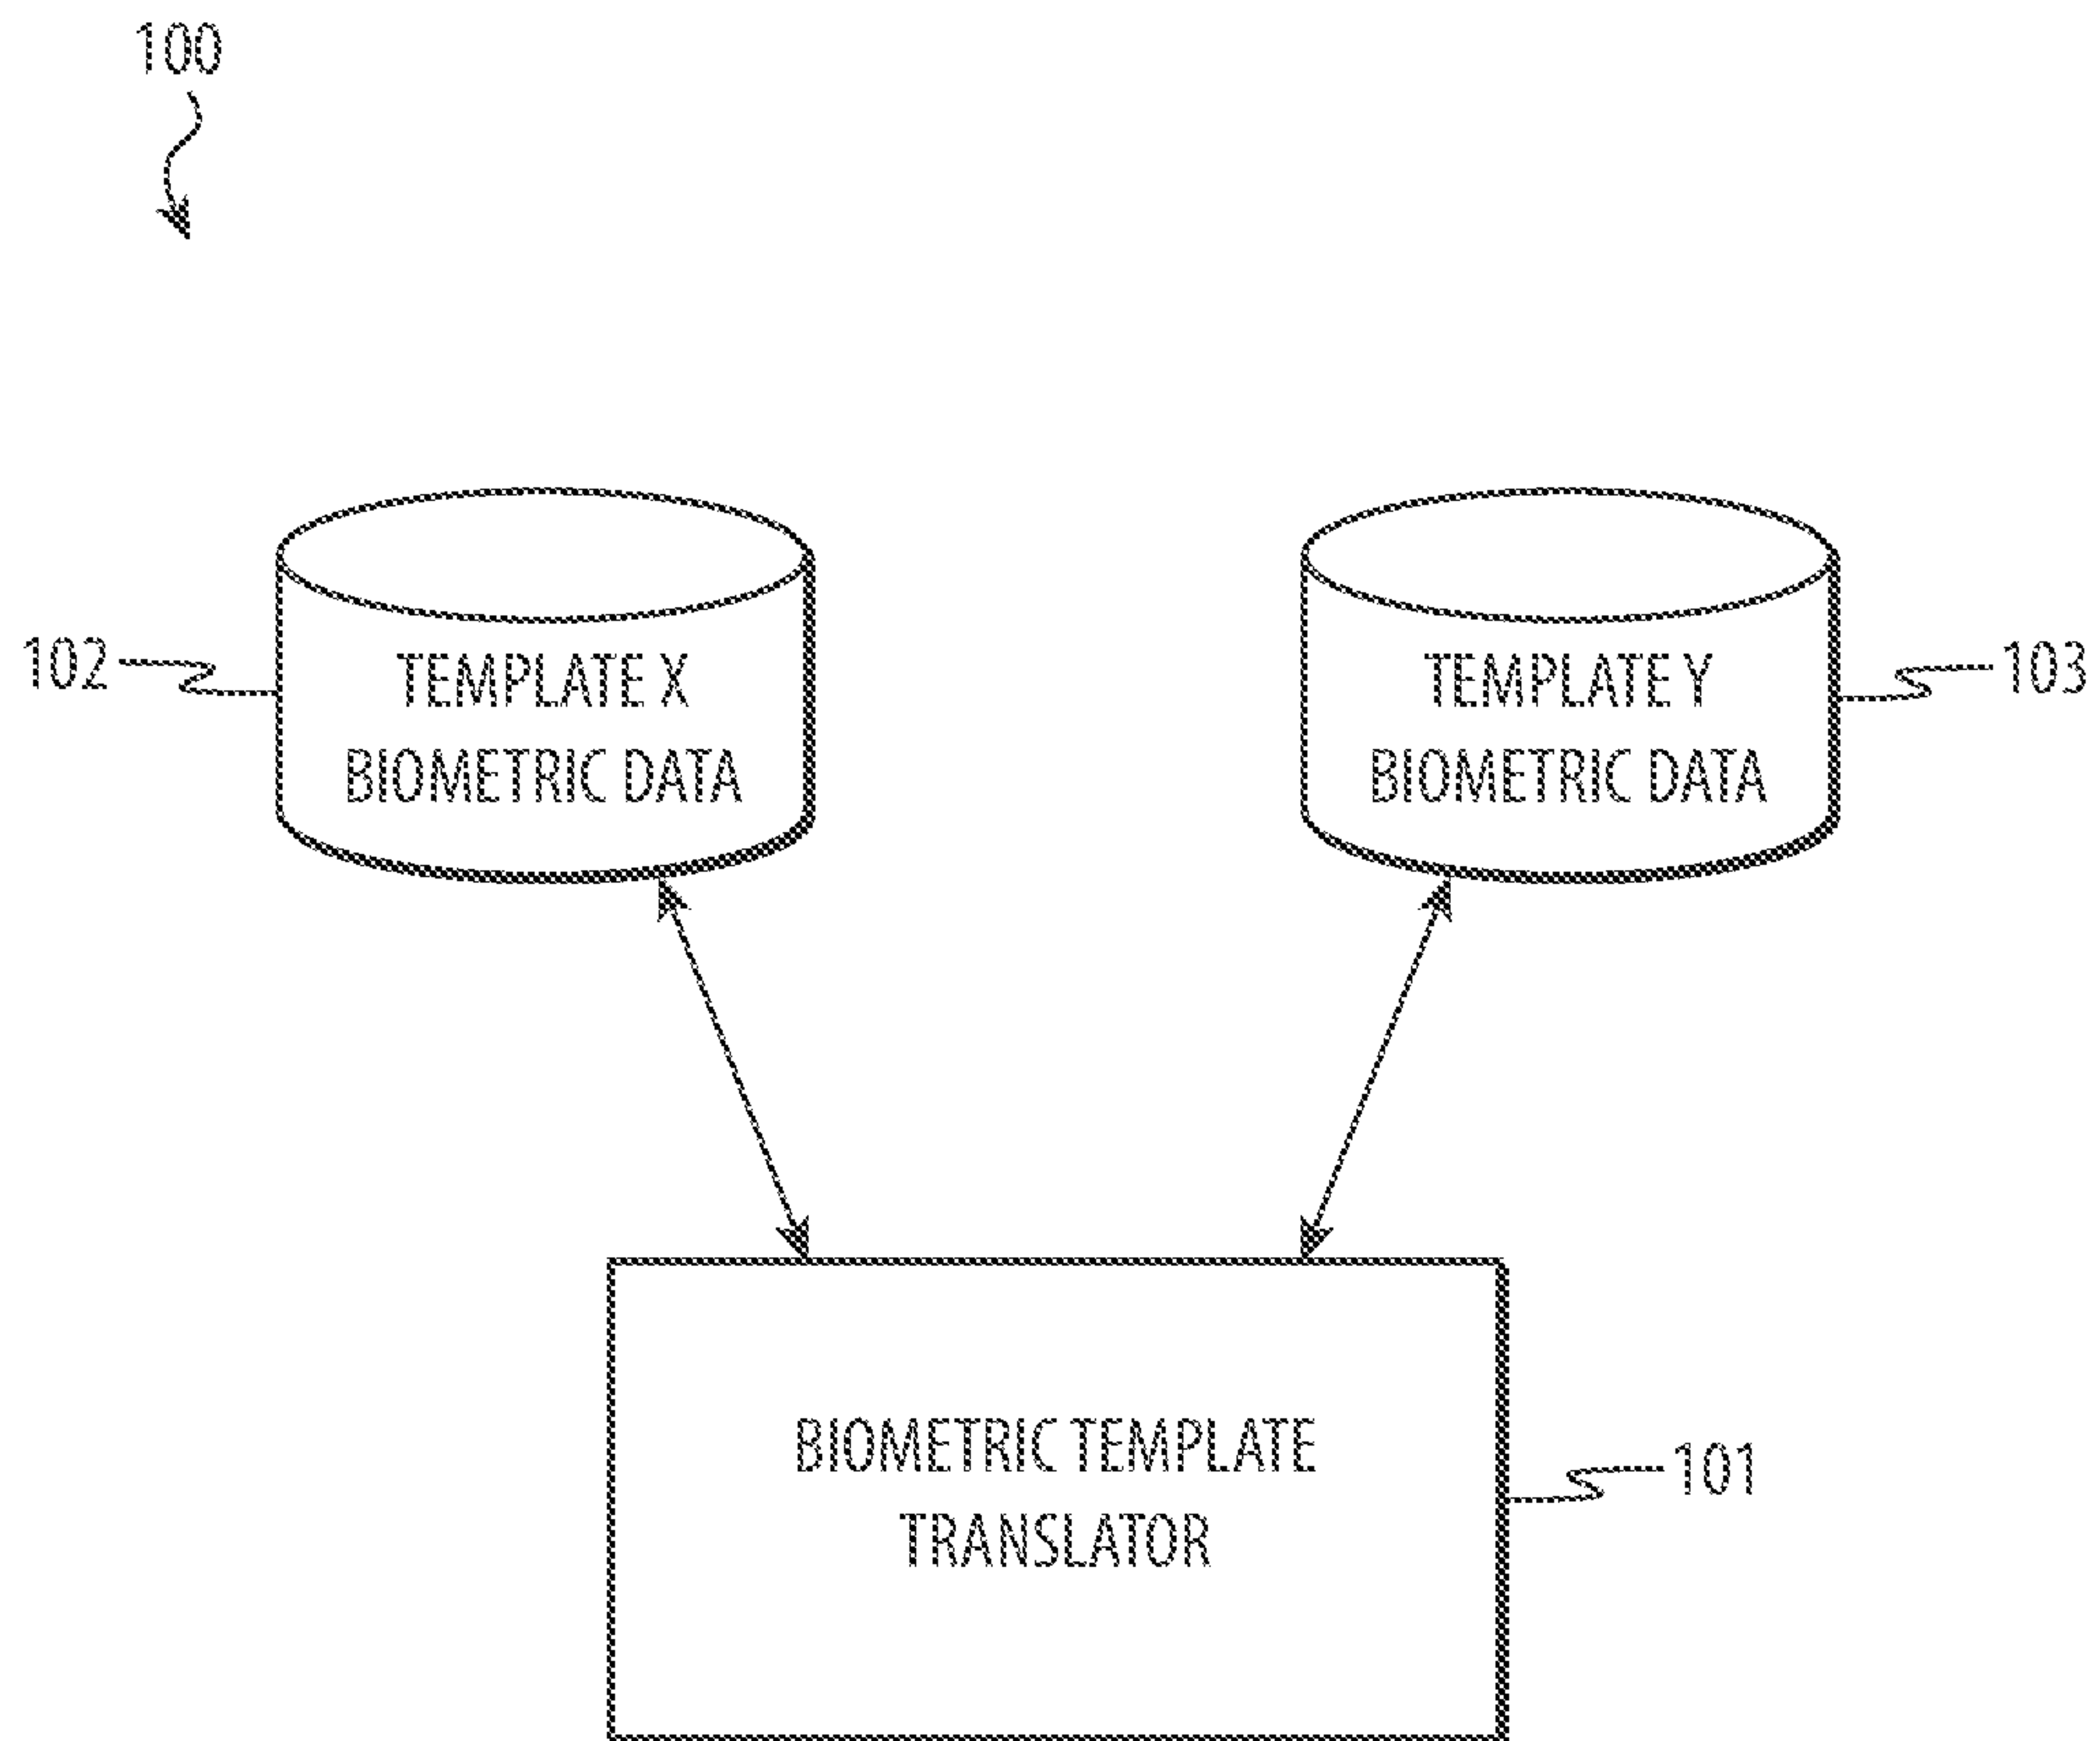 100
102
TEMPLATE X
BIOMETRIC DATA
TEMPLATE Y
BIOMETRIC DATA
103
BIOMETRIC TEMPLATE
TRANSLATOR
101